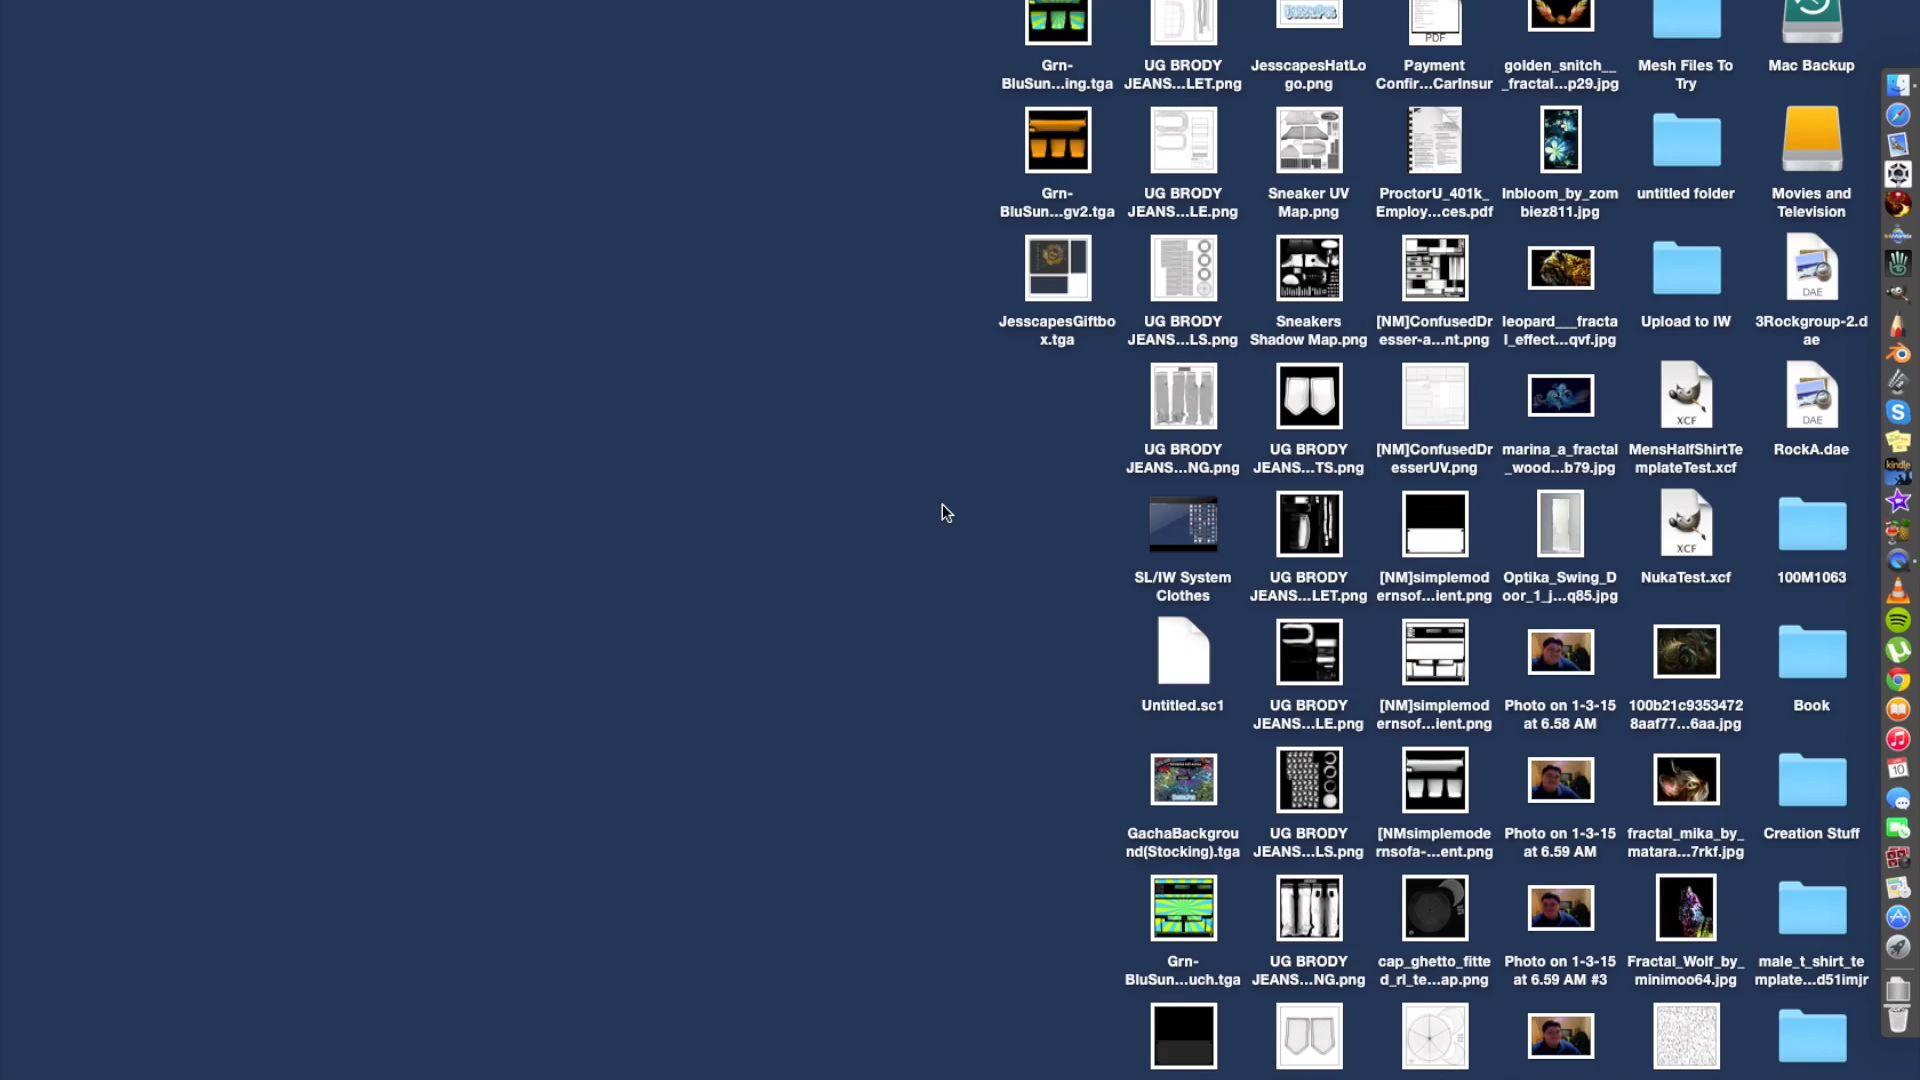 PDF
Grn-
BluSun...ing.tga
UG BRODY
JEANS...LET.png
JesscapesHatLo
go.png
Payment
Confir...CarInsur
golden_snitch__
_fractal...p29.jpg
Mesh Files To
Try
Mac Backup
Grn-
BluSun...gv2.tga
UG BRODY
JEANS...LE.png
Sneaker UV
Map.png
ProctorU_401k_
Employ...ces.pdf
Inbloom_by_zom
biez811.jpg
untitled folder
Movies and
Television
DAE
JesscapesGiftbo
x.tga
UG BRODY
JEANS...LS.png
Sneakers
Shadow Map.png
[NM]ConfusedDr
esser-a...nt.png
leopard___fracta
l_effect...qvf.jpg
Upload to IW
3Rockgroup-2.d
ae
XCF
DAE
UG BRODY
JEANS...NG.png
UG BRODY
JEANS...TS.png
[NM]ConfusedDr
esserUV.png
marina_a_fractal
_wood...b79.jpg
MensHalfShirtTe
mplateTest.xcf
RockA.dae
kindle
XCF
SL/IW System
Clothes
UG BRODY
JEANS...LET.png
[NM]simplemod
ernsof...ient.png
Optika_Swing_D
oor_1_j...q85.jpg
NukaTest.xcf
100M1063
Untitled.sc1
UG BRODY
JEANS...LE.png
[NM]simplemod
ernsof...ient.png
Photo on 1-3-15
at 6.58 AM
100b21c9353472
8aaf77...6aa.jpg
Book
10
GachaBackgrou
nd(Stocking).tga
UG BRODY
JEANS...LS.png
[NMsimplemode
rnsofa-...ent.png
Photo on 1-3-15
at 6.59 AM
fractal_mika_by_
matara...7rkf.jpg
Creation Stuff
Grn-
BluSun...uch.tga
UG BRODY
JEANS...NG.png
cap_ghetto_fitte
d_rl_te...ap.png
Photo on 1-3-15
at 6.59 AM #3
Fractal_Wolf_by_
minimoo64.jpg
male_t_shirt_te
mplate...d51imjr